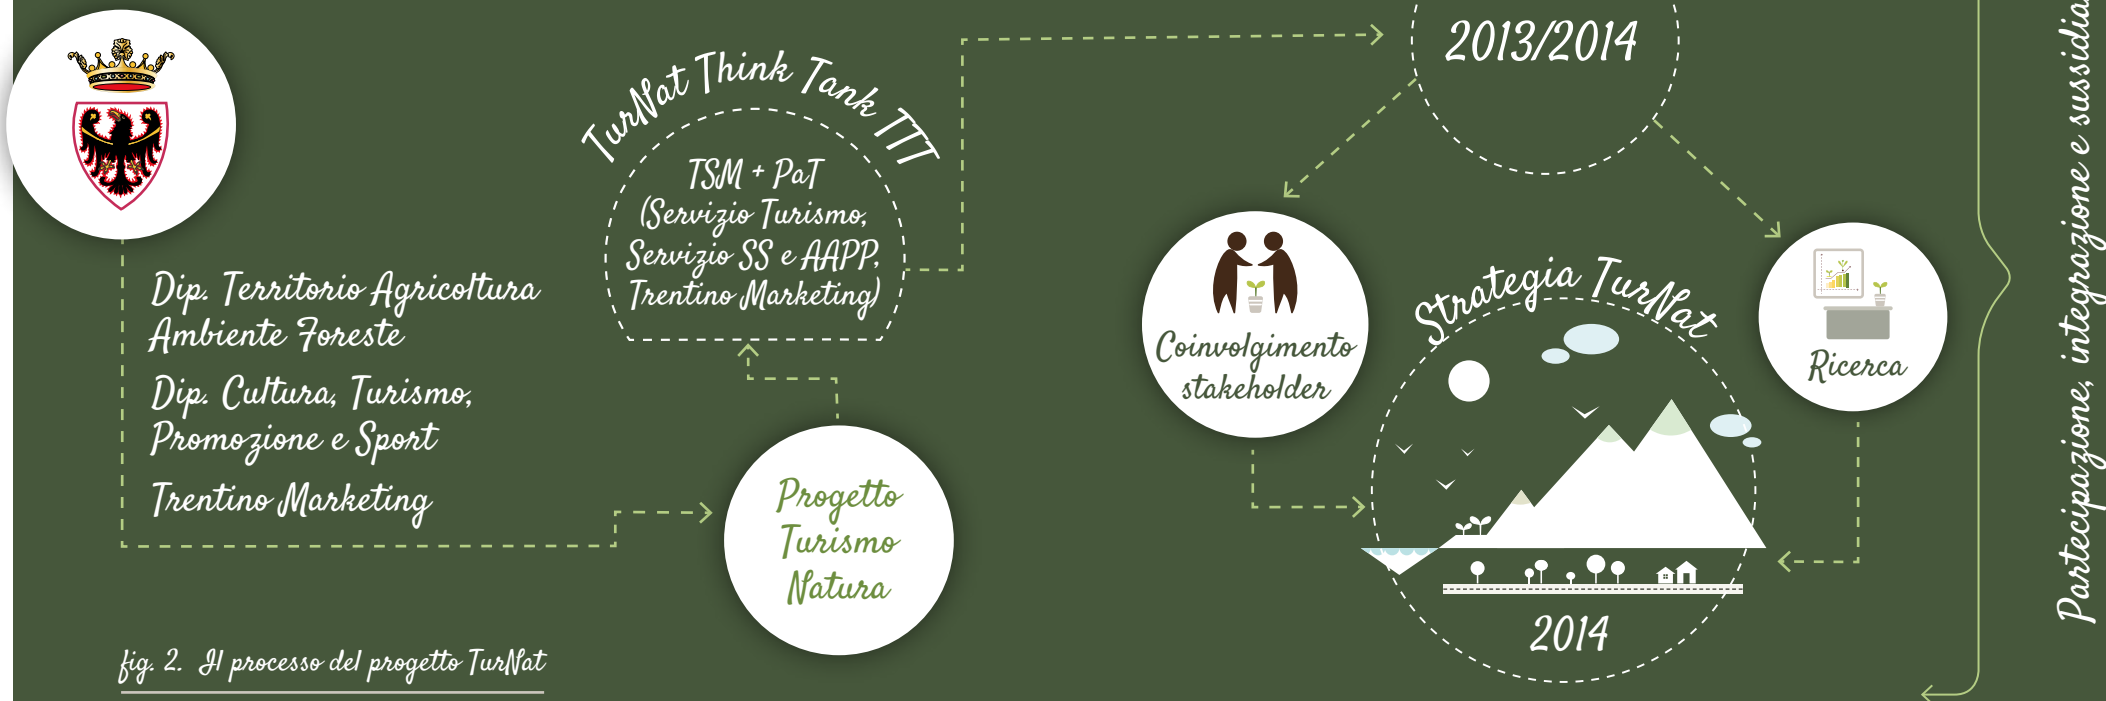 Dip. Territorio Agricoltura
Ambiente Foreste
Dip. Cultura, Turismo,
Promozione e Sport
Trentino Marketing
fig. 2. Il processo del progetto TurNat
TurNat Think Tank TTT
TSM + PaT
(Servizio Turismo,
Servizio SS e AAPP,
Trentino Marketing)
Progetto
Turismo
Natura
2013/2014
Coinvolgimento
stakeholder
Strategia TurNat
2014
Ricerca
Partecipazione, integrazione e